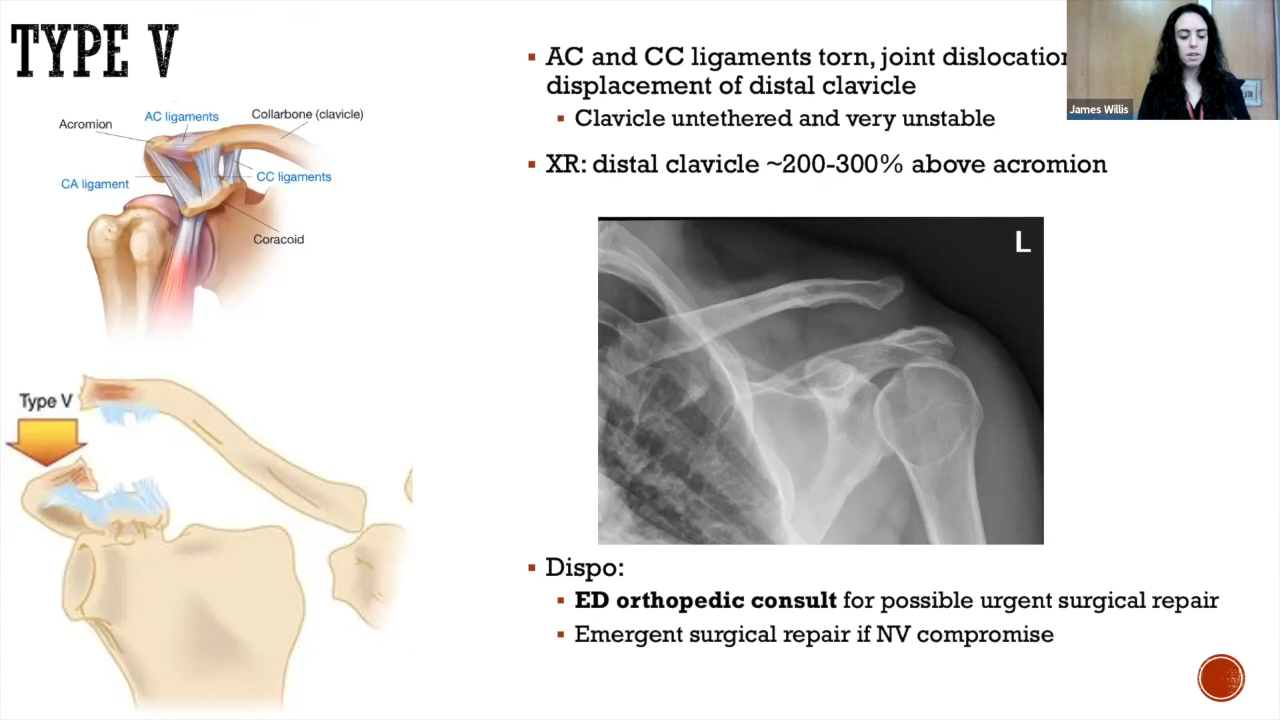 TYPE V
AC and CC ligaments torn, joint dislocation
displacement of distal clavicle
Clavicle untethered and very unstable
XR: distal clavicle ~200-300% above acromion
James Willis
Acromion
AC ligaments
Collarbone (clavicle)
CA ligament
CC ligaments
Coracoid
L
Type V
Dispo:
ED orthopedic consult for possible urgent surgical repair
Emergent surgical repair if NV compromise